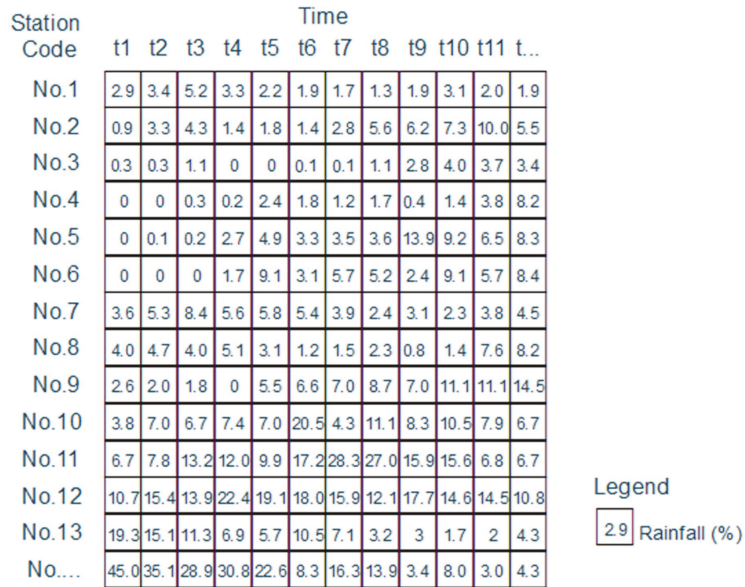 Time
Station
Code t1 t2 t3 t4 t5 t6 t7 t8 t9 t10 t11 t...
No.1 2.9 3.4 5.2 3.3 2.2 1.9 1.7 1.3 1.9 3.1 2.0 1.9
No.2 0.9 3.3 4.3 1.4 1.8 1.4 2.8 5.6 6.2 7.3 10.0 5.5
No.3 0.3 0.3 1.1 0 0 0.1 0.1 1.1 2.8 4.0 3.7 3.4
No.4 0 0 0.3 0.2 2.4 1.8 1.2 1.7 0.4 1.4 3.8 8.2
No.5 0 0.1 0.2 2.7 4.9 3.3 3.5 3.6 13.9 9.2 6.5 8.3
No.6 0 0 0 1.7 9.1 3.1 5.7 5.2 2.4 9.1 5.7 8.4
No.7 3.6 5.3 8.4 5.6 5.8 5.4 3.9 2.4 3.1 2.3 3.8 4.5
No.8 4.0 4.7 4.0 5.1 3.1 1.2 1.5 2.3 0.8 1.4 7.6 8.2
No.9 2.6 2.0 1.8 0 5.5 6.6 7.0 8.7 7.0 11.1 11.1 14.5
No.10 3.8 7.0 6.7 7.4 7.0 20.5 4.3 11.1 8.3 10.5 7.9 6.7
No.11 6.7 7.8 13.2 12.0 9.9 17.2 28.3 27.0 15.9 15.6 6.8 6.7
No.12 10.7 15.4 13.9 22.4 19.1 18.0 15.9 12.1 17.7 14.6 14.5 10.8
No.13 19.3 15.1 11.3 6.9 5.7 10.5 7.1 3.2 3 1.7 2 4.3
No.... 45.0 35.1 28.9 30.8 22.6 8.3 16.3 13.9 3.4 8.0 3.0 4.3
Legend
2.9 Rainfall (%)